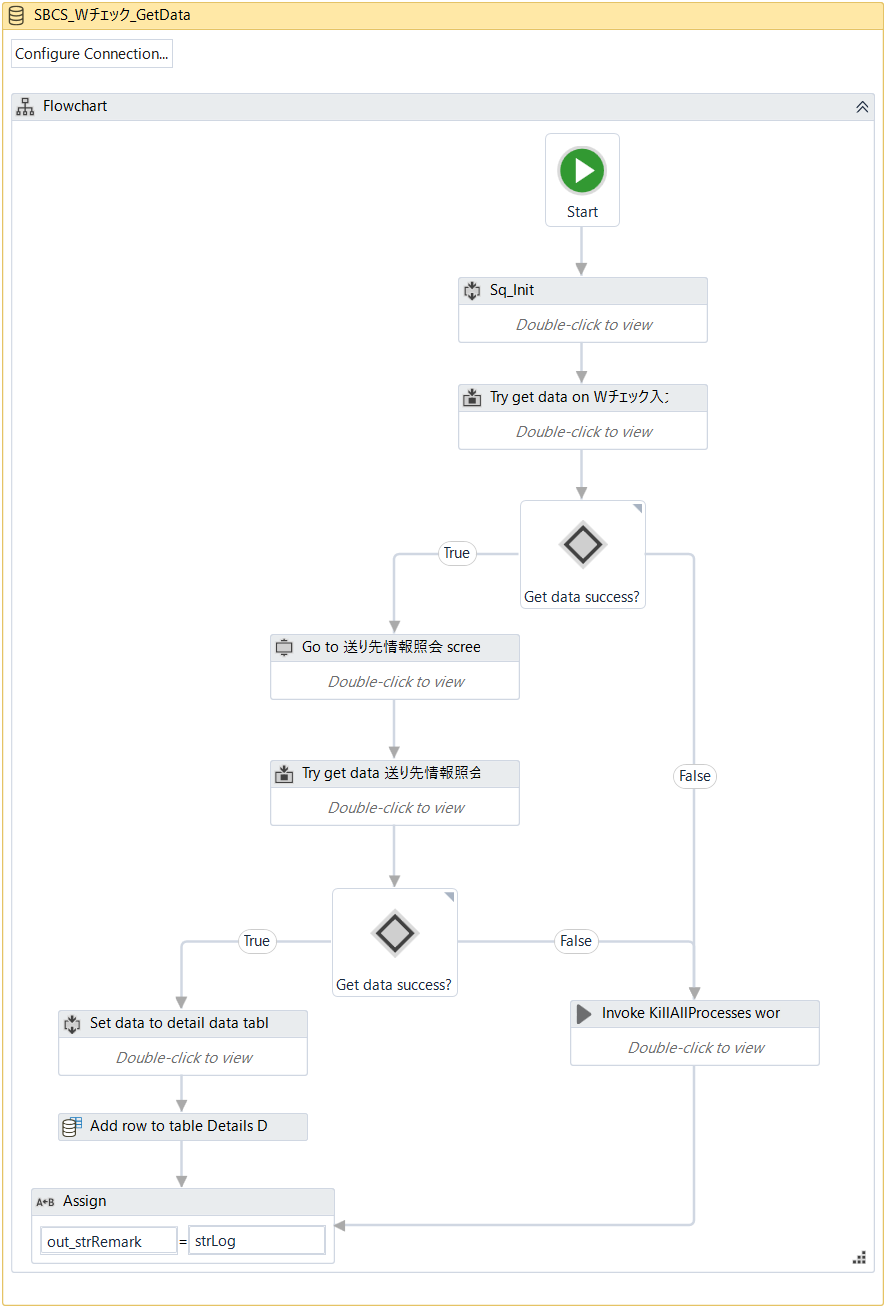 SBCS_Wチェック_GetData
Configure Connection...
Flowchart
Start
Sq_Init
Double-click to view
Try get data on Wチェック入
Double-click to view
True
Get data success?
Go to 送り先情報照会 scree
Double-click to view
False
Try get data 送り先情報照会
Double-click to view
True
False
Get data success?
Set data to detail data tabl
Double-click to view
Invoke KillAllProcesses wor
Double-click to view
Add row to table Details D
A+B Assign
out_strRemark = strLog